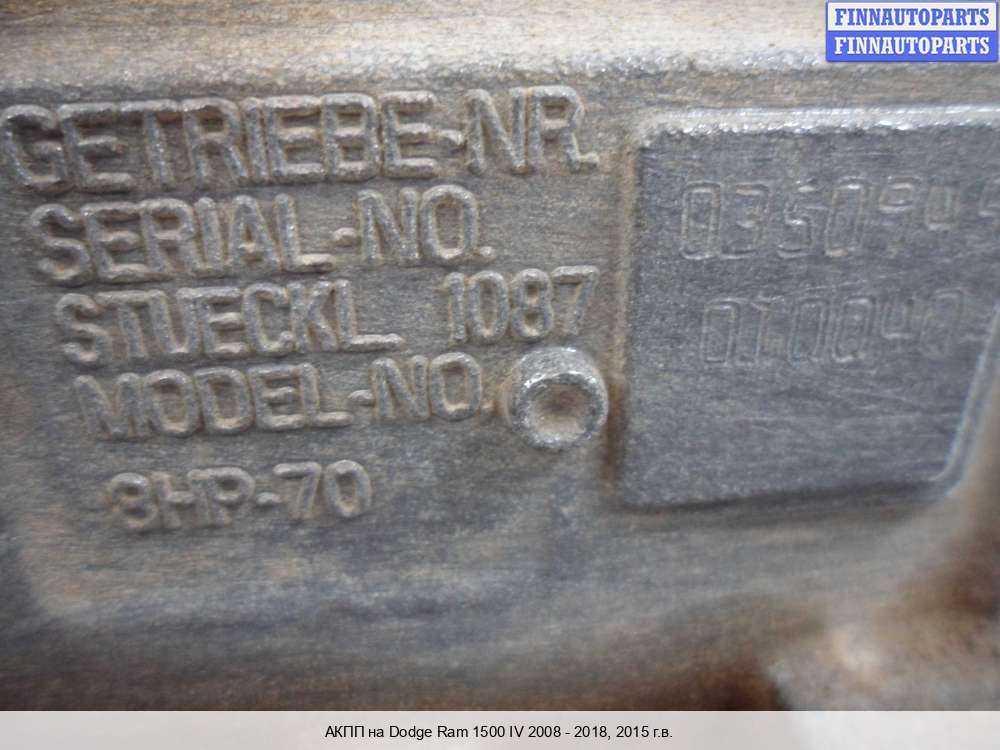 FINNAUTOPARTS
FINNAUTOPARTS
GETRIEBE-NR.
SERIAL-NO.
STUECKL. 1087
MODEL-NO.
8HP-70
010040
АКПП на Dodge Ram 1500 IV 2008 - 2018, 2015 г.в.